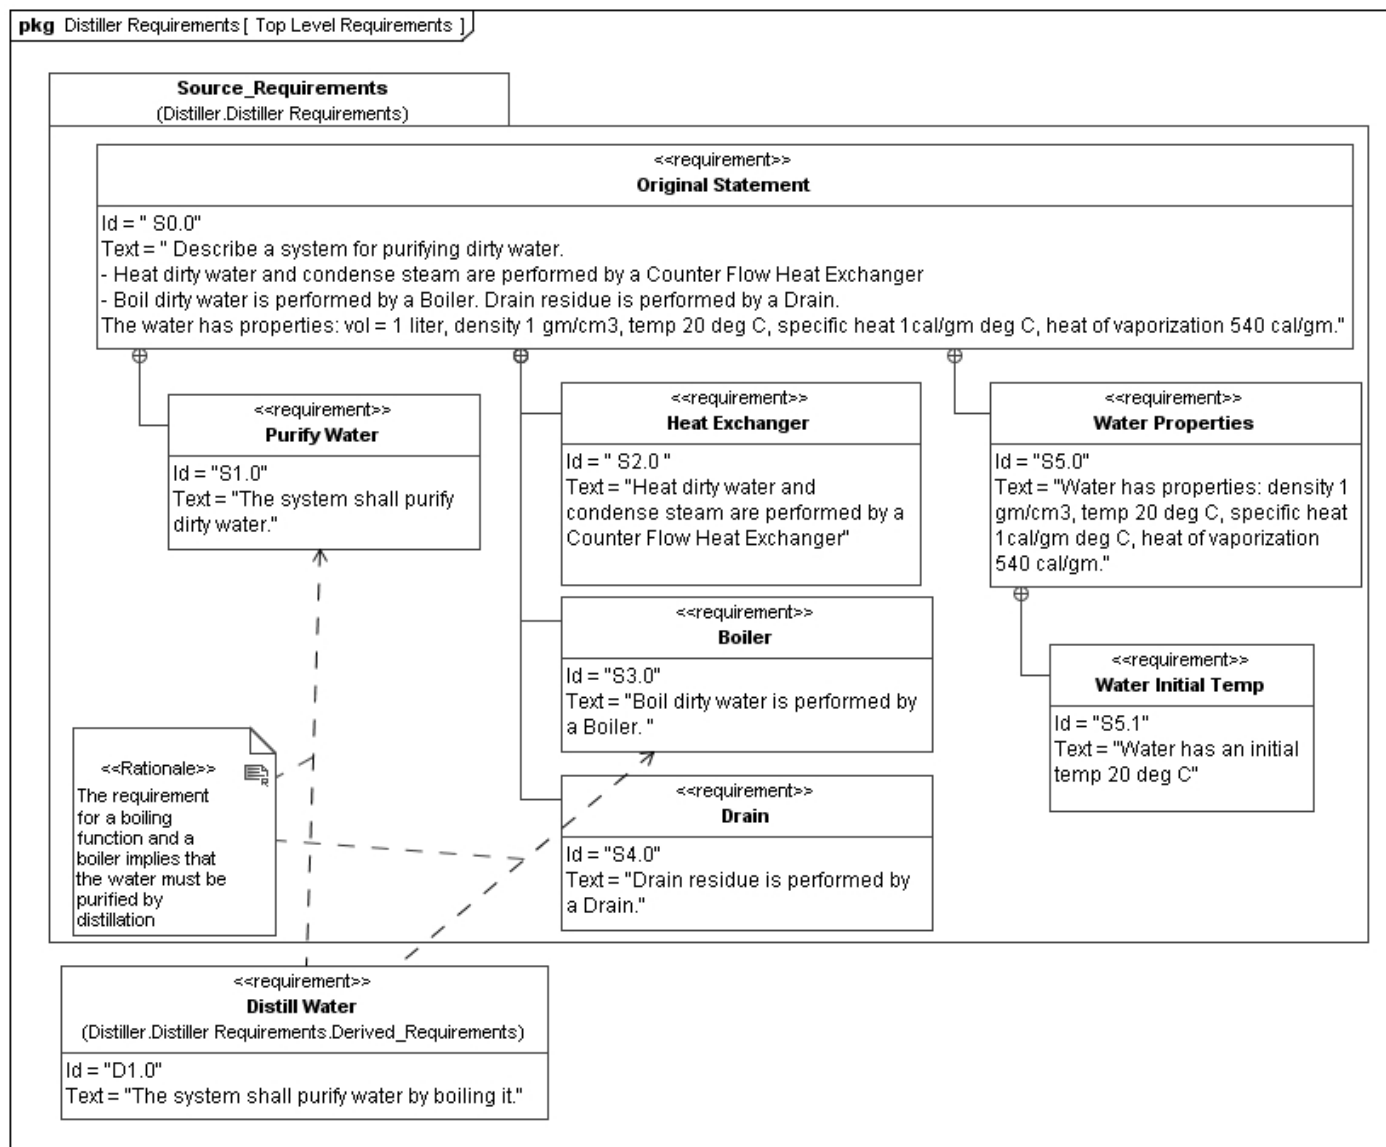 pkg Distiller Requirements [ Top Level Requirements ]
Source_Requirements
(Distiller.Distiller Requirements)
<<requirement>>
Original Statement
Id = " S0.0"
Text = " Describe a system for purifying dirty water.
- Heat dirty water and condense steam are performed by a Counter Flow Heat Exchanger
- Boil dirty water is performed by a Boiler. Drain residue is performed by a Drain.
The water has properties: vol = 1 liter, density 1 gm/cm3, temp 20 deg C, specific heat 1cal/gm deg C, heat of vaporization 540 cal/gm."
<<requirement>>
Purify Water
Id = "S1.0"
Text = "The system shall purify
dirty water."
<<requirement>>
Heat Exchanger
Id = " S2.0 "
Text = "Heat dirty water and
condense steam are performed by a
Counter Flow Heat Exchanger"
<<requirement>>
Water Properties
Id = "S5.0"
Text = "Water has properties: density 1
gm/cm3, temp 20 deg C, specific heat
1cal/gm deg C, heat of vaporization
540 cal/gm."
<<requirement>>
Boiler
Id = "S3.0"
Text = "Boil dirty water is performed by
a Boiler. "
<<requirement>>
Water Initial Temp
Id = "S5.1"
Text = "Water has an initial
temp 20 deg C"
<<Rationale>>
The requirement
for a boiling
function and a
boiler implies that
the water must be
purified by
distillation
<<requirement>>
Drain
Id = "S4.0"
Text = "Drain residue is performed by
a Drain."
<<requirement>>
Distill Water
(Distiller.Distiller Requirements.Derived_Requirements)
Id = "D1.0"
Text = "The system shall purify water by boiling it."